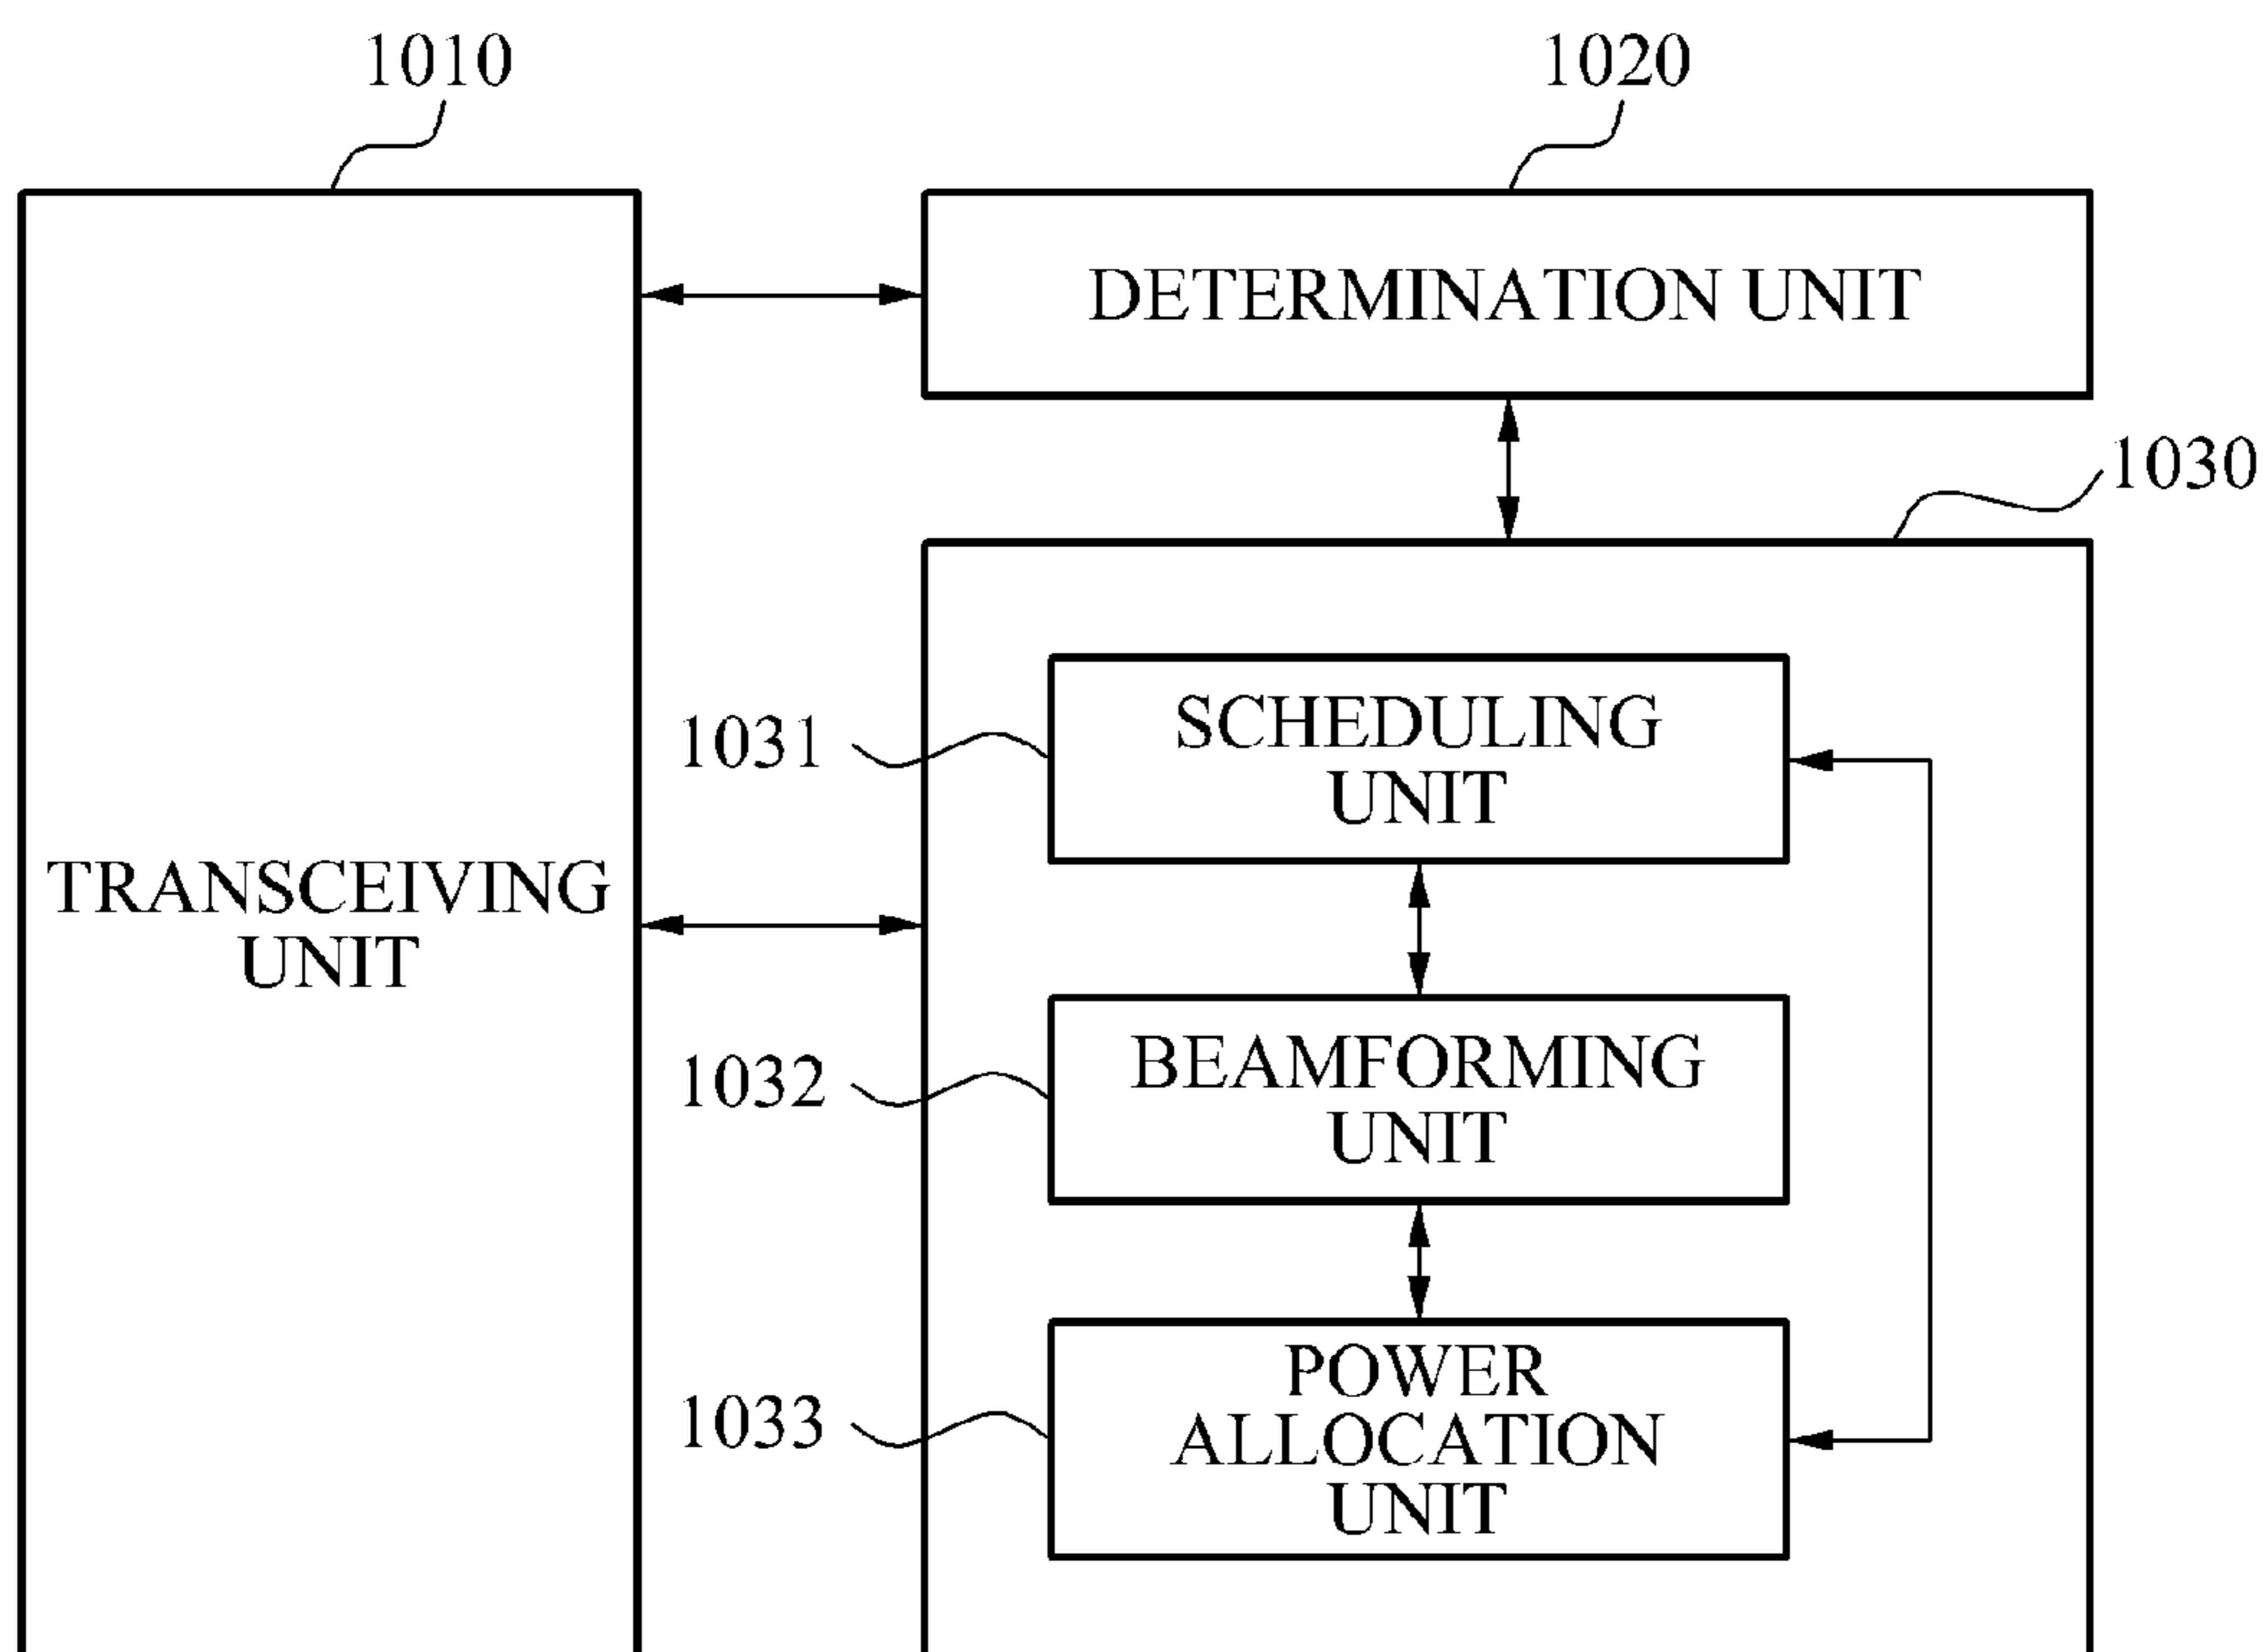 1010
1020
DETERMINATION UNIT
1030
1031
SCHEDULING
UNIT
TRANSCEIVING
UNIT
1032
BEAMFORMING
UNIT
1033
POWER
ALLOCATION
UNIT